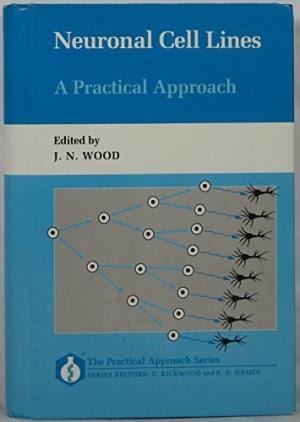 Neuronal Cell Lines
A Practical Approach
Edited by
J. N. WOOD
The Practical Approach Series
SERIES EDITORS: D. RICKWOOD and B. D. HAMES